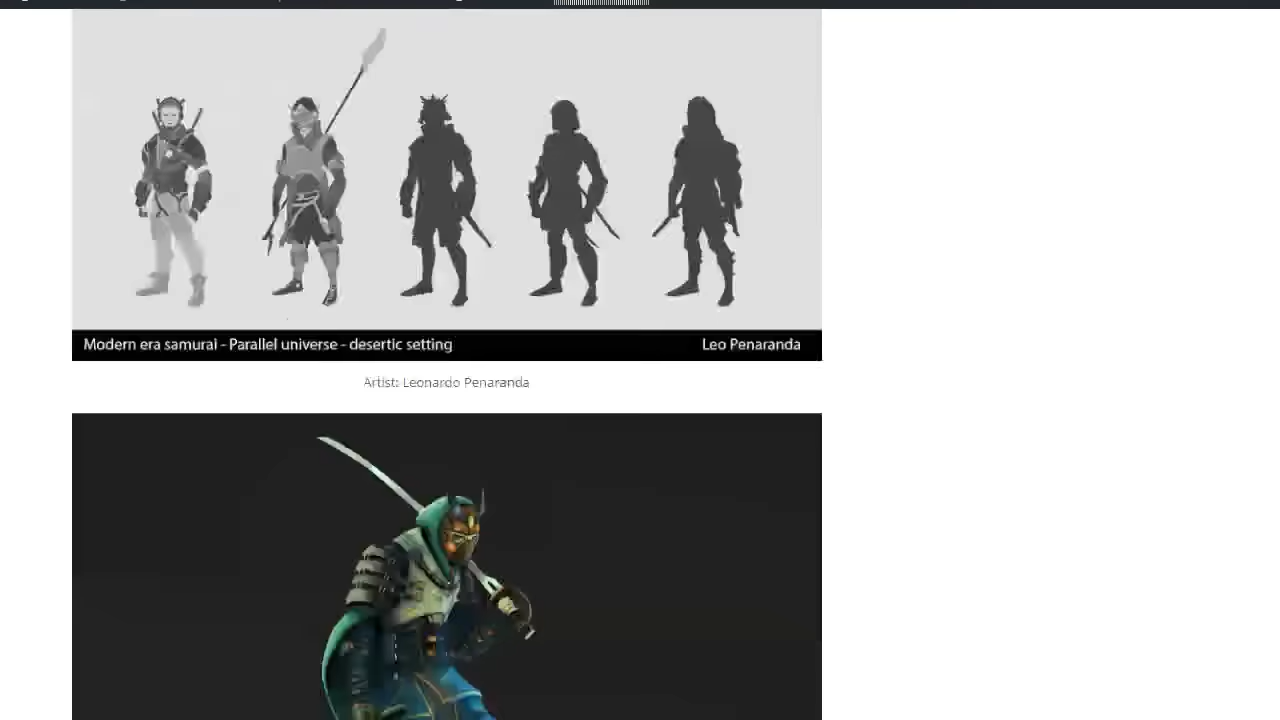 Modern era samurai - Parallel universe - desertic setting
Leo Penaranda
Artist: Leonardo Penaranda